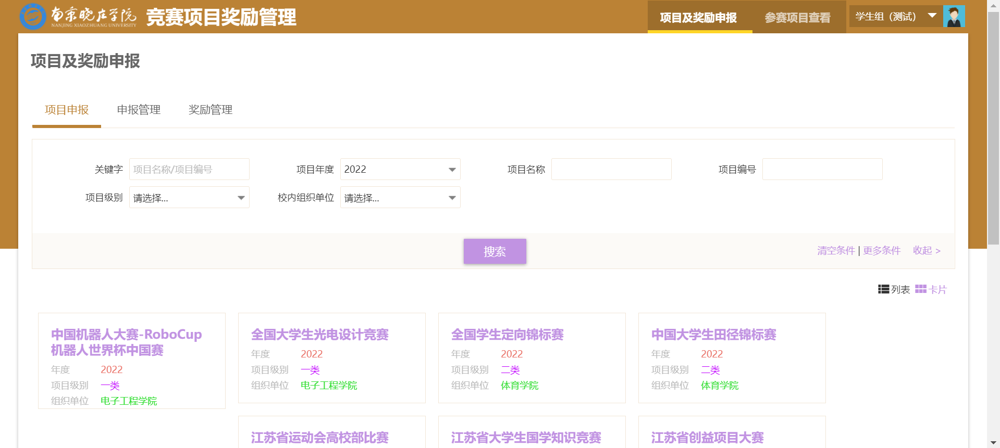 南京晓庄学院
NANJING XIAOZHUANG UNIVERSITY
竞赛项目奖励管理
项目及奖励申报
参赛项目查看
学生组（测试）
项目及奖励申报
项目申报
申报管理
奖励管理
关键字
项目名称/项目编号
项目年度
2022
项目名称
项目编号
项目级别
请选择...
校内组织单位
请选择...
搜索
清空条件 | 更多条件
收起 >
列表
卡片
中国机器人大赛-RoboCup
机器人世界杯中国赛
年度 2022
项目级别 一类
组织单位 电子工程学院
全国大学生光电设计竞赛
年度 2022
项目级别 一类
组织单位 电子工程学院
全国学生定向锦标赛
年度 2022
项目级别 二类
组织单位 体育学院
中国大学生田径锦标赛
年度 2022
项目级别 二类
组织单位 体育学院
江苏省运动会高校部比赛
江苏省大学生国学知识竞赛
江苏省创益项目大赛